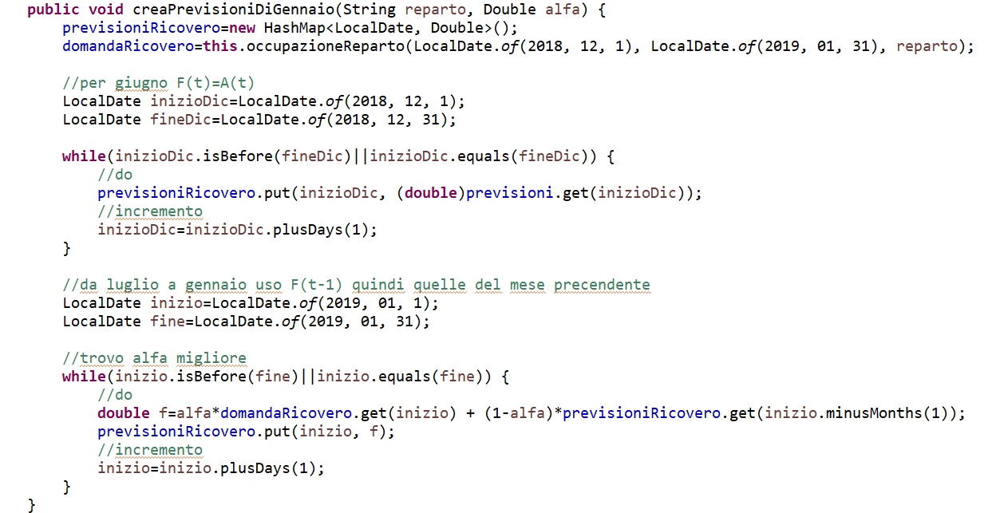 public void creaPrevisioniDiGennaio(String reparto, Double alfa) {
previsioniRicovero=new HashMap<LocalDate, Double>();
domandaRicovero=this.occupazioneReparto(LocalDate.of(2018, 12, 1), LocalDate.of(2019, 01, 31), reparto);
//per giugno F(t)=A(t)
LocalDate inizioDic=LocalDate.of(2018, 12, 1);
LocalDate fineDic=LocalDate.of(2018, 12, 31);
while(inizioDic.isBefore(fineDic)||inizioDic.equals(fineDic)) {
//do
previsioniRicovero.put(inizioDic, (double)previsioni.get(inizioDic));
//incremento
inizioDic=inizioDic.plusDays(1);
}
//da luglio a gennaio uso F(t-1) quindi quelle del mese precendente
LocalDate inizio=LocalDate.of(2019, 01, 1);
LocalDate fine=LocalDate.of(2019, 01, 31);
//trovo alfa migliore
while(inizio.isBefore(fine)||inizio.equals(fine)) {
//do
double f=alfa*domandaRicovero.get(inizio) + (1-alfa)*previsioniRicovero.get(inizio.minusMonths(1));
previsioniRicovero.put(inizio, f);
//incremento
inizio=inizio.plusDays(1);
}
}